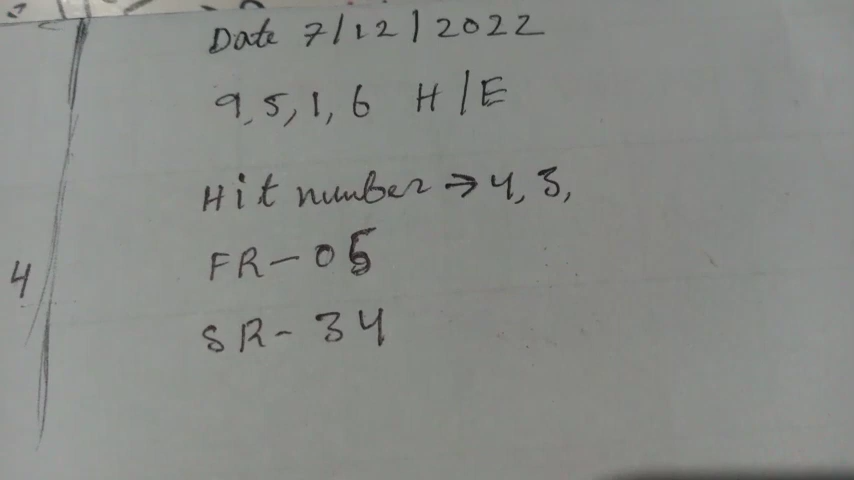 Date 7/12/2022
9,5,1,6 H/E
Hit number → 4,3,
FR-05
4
SR-34